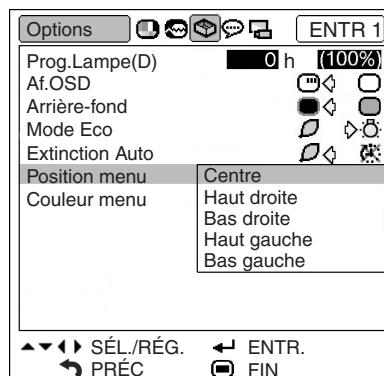 Options ENTR 1
Prog.Lampe(D) 0 h (100%)
Af.OSD
Arrière-fond
Mode Eco
Extinction Auto
Position menu Centre
Couleur menu Haut droite
Bas droite
Haut gauche
Bas gauche
SÉL./RÉG. ENTR.
PRÉC FIN